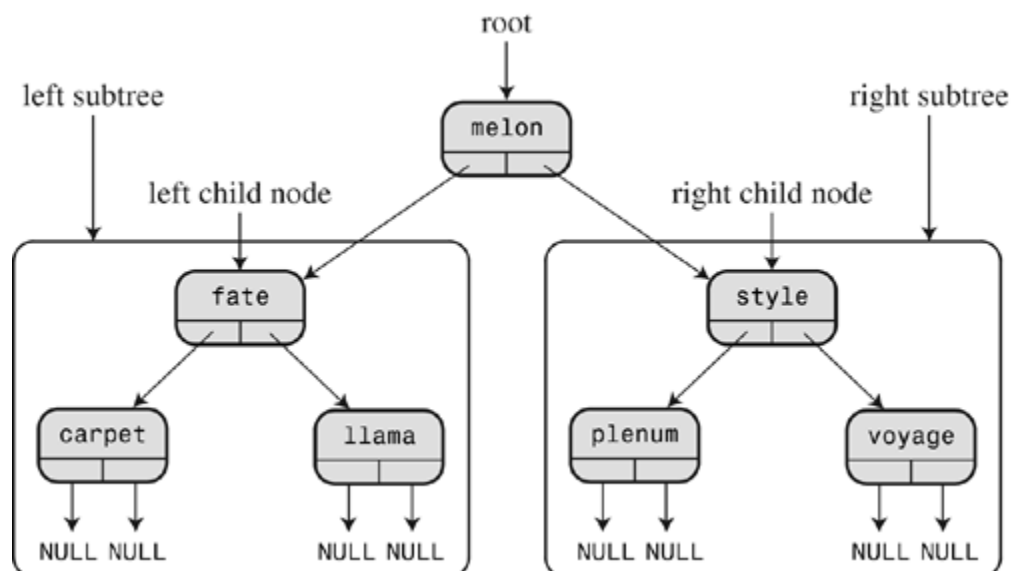 root
left subtree
right subtree
melon
left child node
right child node
fate
style
carpet
llama
plenum
voyage
NULL NULL
NULL NULL
NULL NULL
NULL NULL